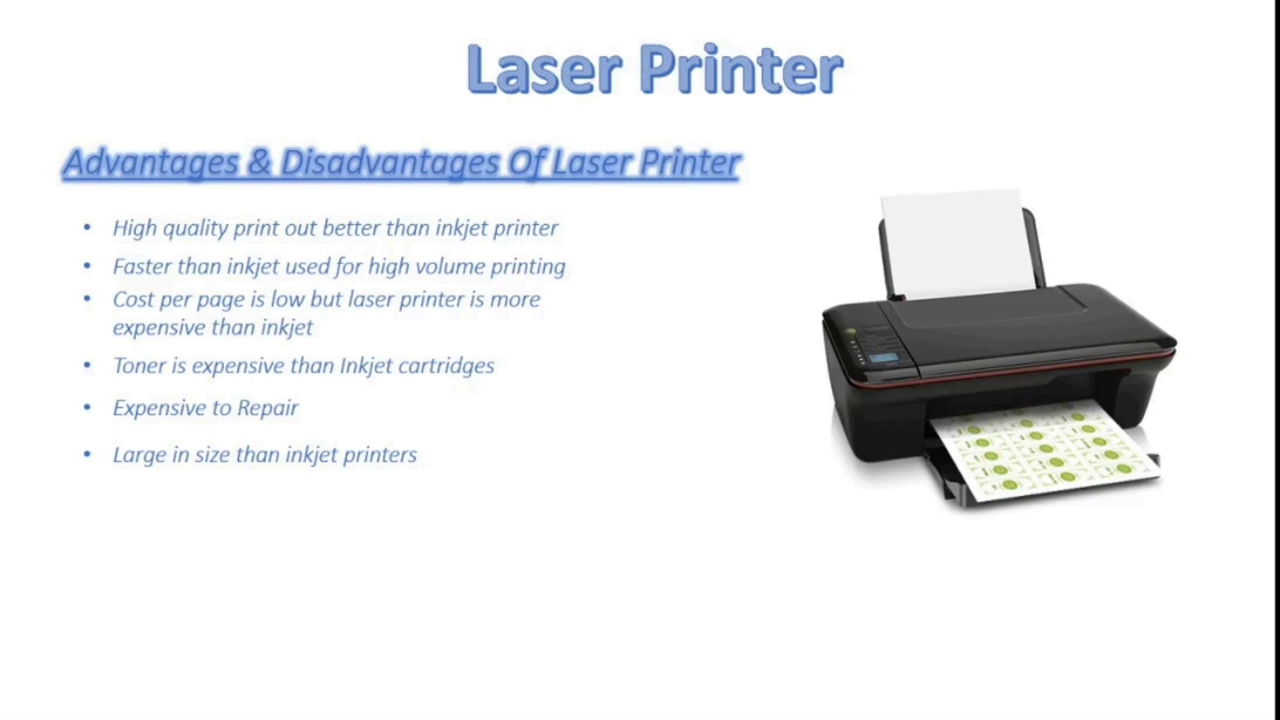 Laser Printer
Advantages & Disadvantages Of Laser Printer
• High quality print out better than inkjet printer
• Faster than inkjet used for high volume printing
• Cost per page is low but laser printer is more
expensive than inkjet
• Toner is expensive than Inkjet cartridges
• Expensive to Repair
• Large in size than inkjet printers